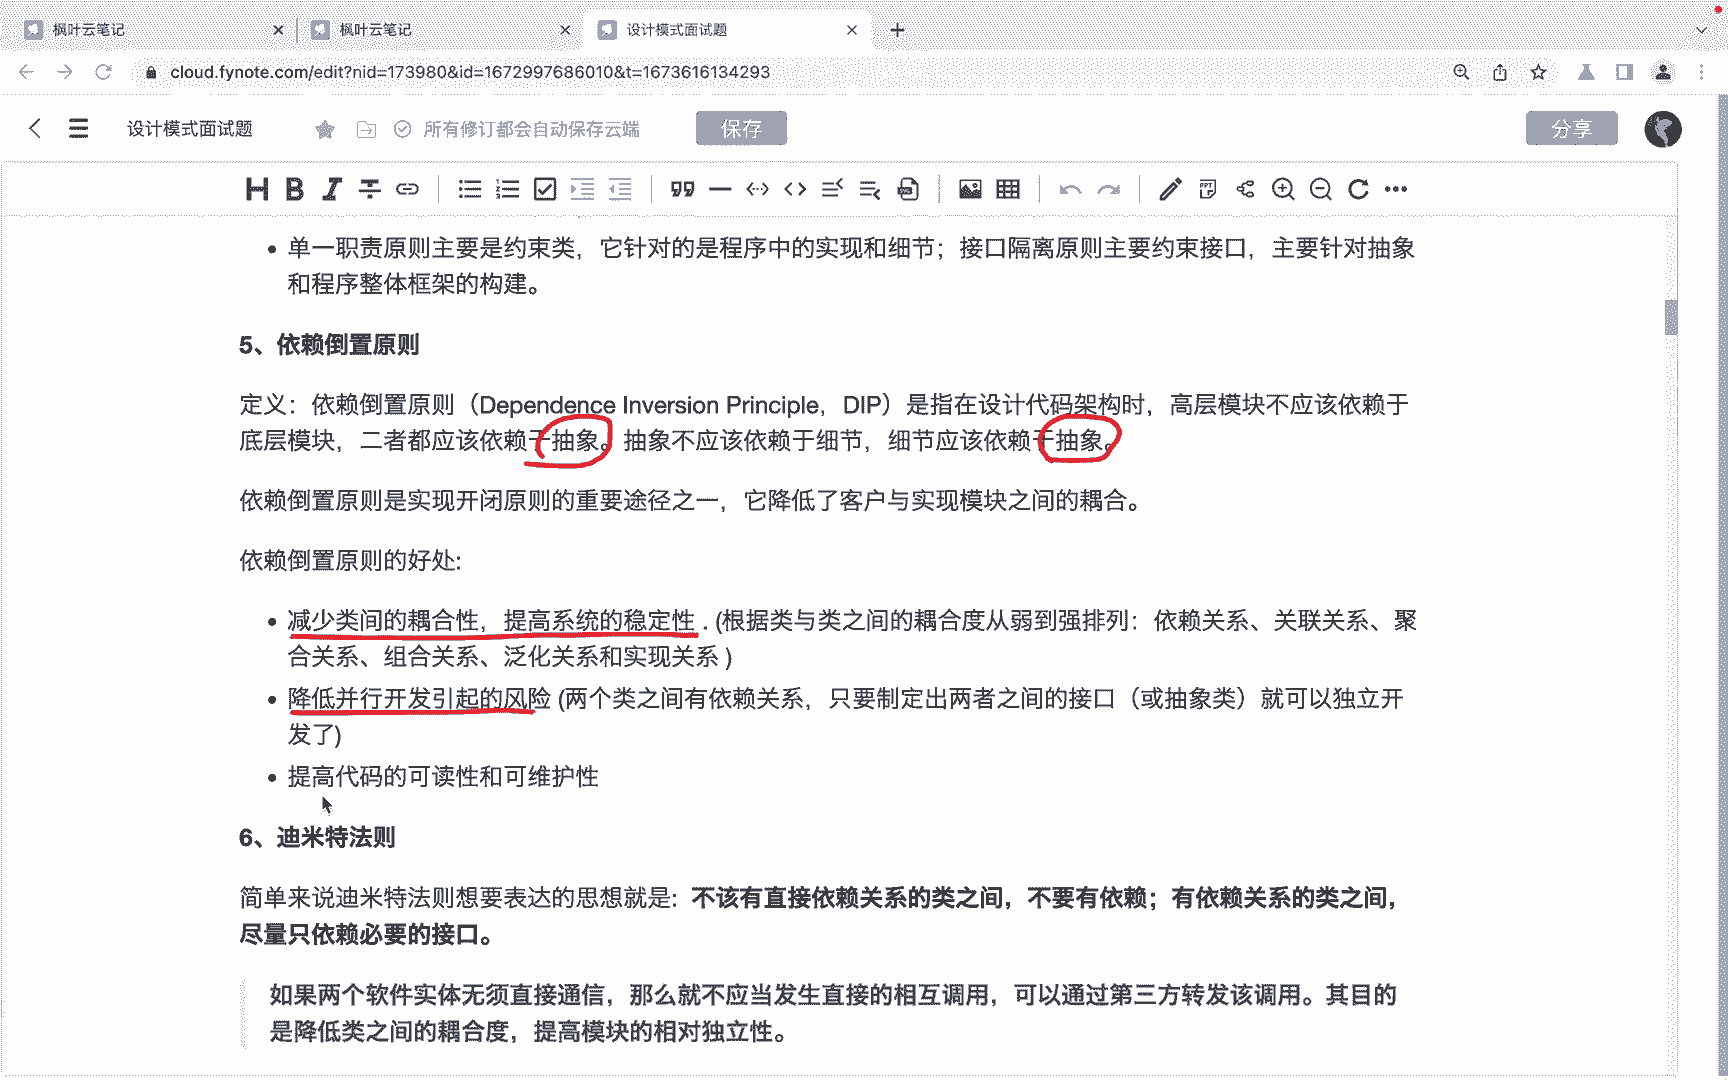 枫叶云笔记
枫叶云笔记
设计模式面试题
cloud.fynote.com/edit?nid=173980&id=1672997686010&t=1673616134293
设计模式面试题
所有修订都会自动保存云端
保存
分享
单一职责原则主要是约束类，它针对的是程序中的实现和细节；接口隔离原则主要约束接口，主要针对抽象
和程序整体框架的构建。
5、依赖倒置原则
定义：依赖倒置原则（Dependence Inversion Principle，DIP）是指在设计代码架构时，高层模块不应该依赖于
底层模块，二者都应该依赖于抽象。抽象不应该依赖于细节，细节应该依赖于抽象。
依赖倒置原则是实现开闭原则的重要途径之一，它降低了客户与实现模块之间的耦合。
依赖倒置原则的好处:
减少类间的耦合性，提高系统的稳定性 . (根据类与类之间的耦合度从弱到强排列：依赖关系、关联关系、聚
合关系、组合关系、泛化关系和实现关系 )
降低并行开发引起的风险 (两个类之间有依赖关系，只要制定出两者之间的接口（或抽象类）就可以独立开
发了)
提高代码的可读性和可维护性
6、迪米特法则
简单来说迪米特法则想要表达的思想就是：不该有直接依赖关系的类之间，不要有依赖；有依赖关系的类之间，
尽量只依赖必要的接口。
如果两个软件实体无须直接通信，那么就不应当发生直接的相互调用，可以通过第三方转发该调用。其目的
是降低类之间的耦合度，提高模块的相对独立性。